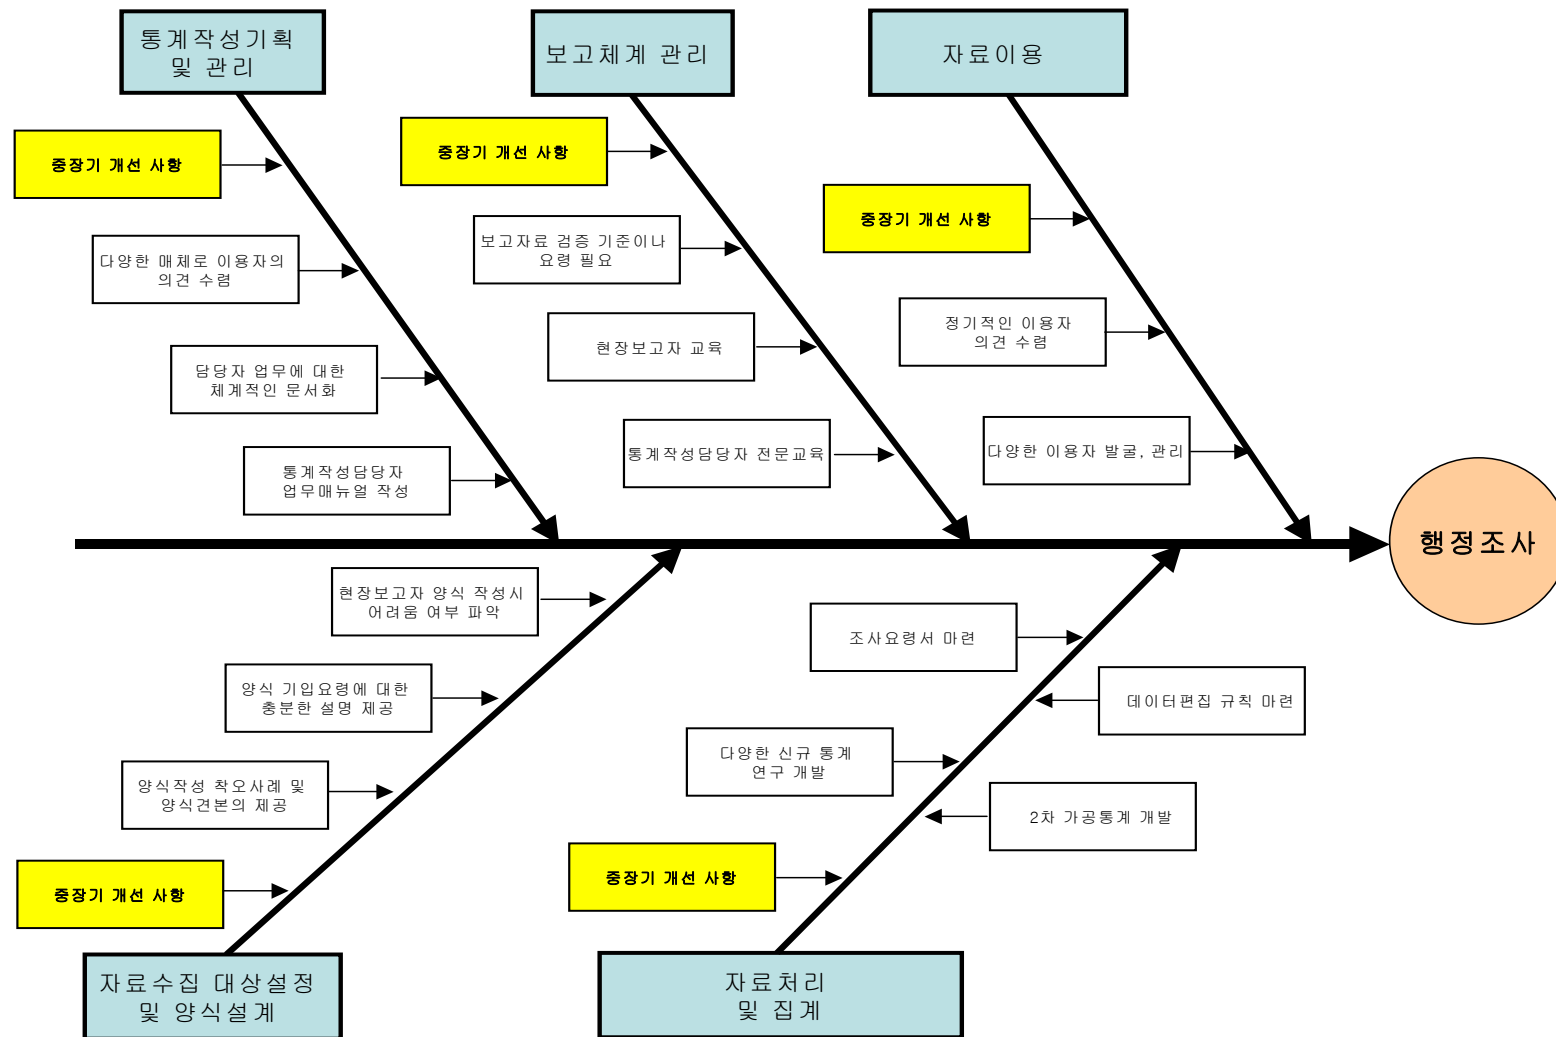 통계작성기획
및 관리
보고체계 관리
자료이용
중장기 개선 사항
다양한 매체로 이용자의
의견 수렴
담당자 업무에 대한
체계적인 문서화
통계작성담당자
업무매뉴얼 작성
중장기 개선 사항
보고자료 검증 기준이나
요령 필요
현장보고자 교육
통계작성담당자 전문교육
중장기 개선 사항
정기적인 이용자
의견 수렴
다양한 이용자 발굴, 관리
행정조사
현장보고자 양식 작성시
어려움 여부 파악
양식 기입요령에 대한
충분한 설명 제공
양식작성 착오사례 및
양식견본의 제공
중장기 개선 사항
자료수집 대상설정
및 양식설계
조사요령서 마련
데이터편집 규칙 마련
다양한 신규 통계
연구 개발
2차 가공통계 개발
중장기 개선 사항
자료처리
및 집계